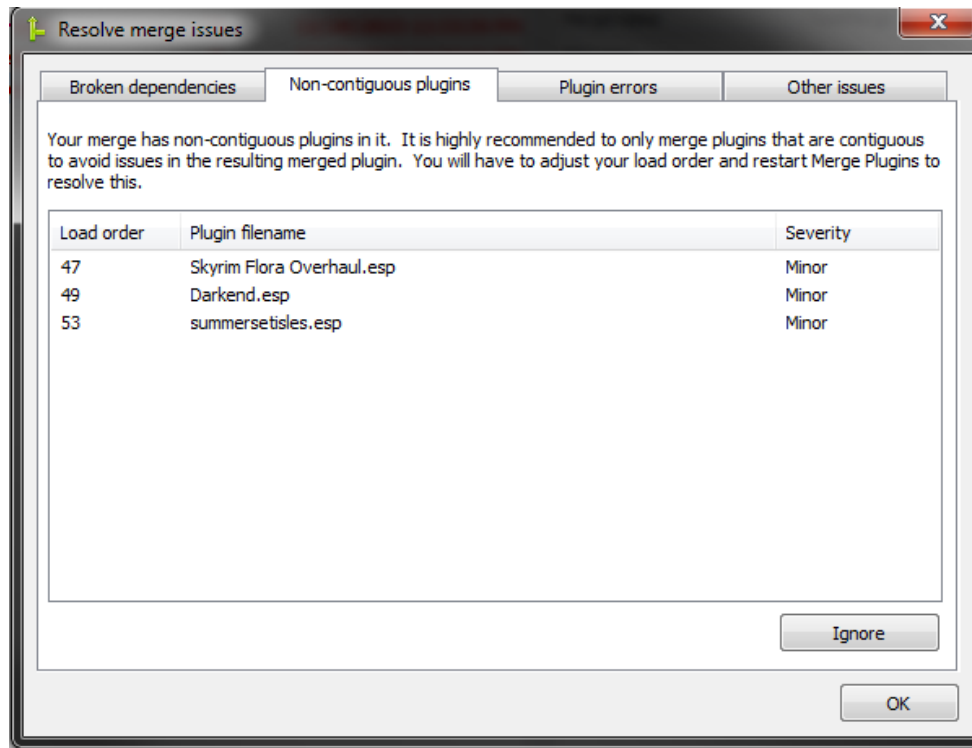 Resolve merge issues
Broken dependencies Non-contiguous plugins Plugin errors Other issues
Your merge has non-contiguous plugins in it. It is highly recommended to only merge plugins that are contiguous
to avoid issues in the resulting merged plugin. You will have to adjust your load order and restart Merge Plugins to
resolve this.
Load order Plugin filename Severity
47 Skyrim Flora Overhaul.esp Minor
49 Darkend.esp Minor
53 summersetisles.esp Minor
Ignore
OK